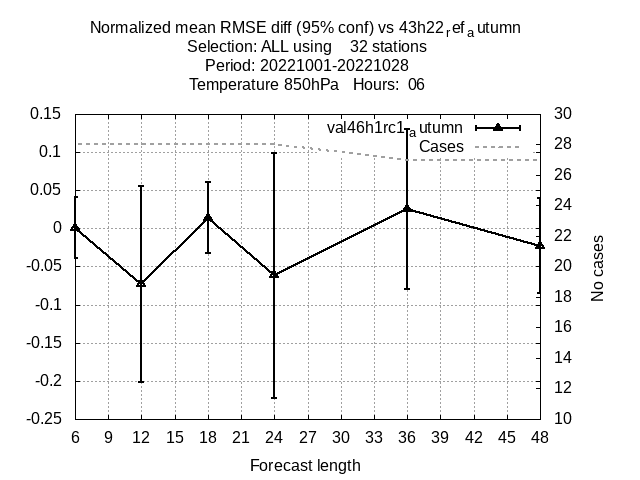 Normalized mean RMSE diff (95% conf) vs 43h22refautumn
Selection: ALL using 32 stations
Period: 20221001-20221028
Temperature 850hPa Hours: 06
val46h1rc1autumn
Cases
0.15
0.1
0.05
0
-0.05
-0.1
-0.15
-0.2
-0.25
30
28
26
24
22
20
18
16
14
12
10
No cases
6 9 12 15 18 21 24 27 30 33 36 39 42 45 48
Forecast length